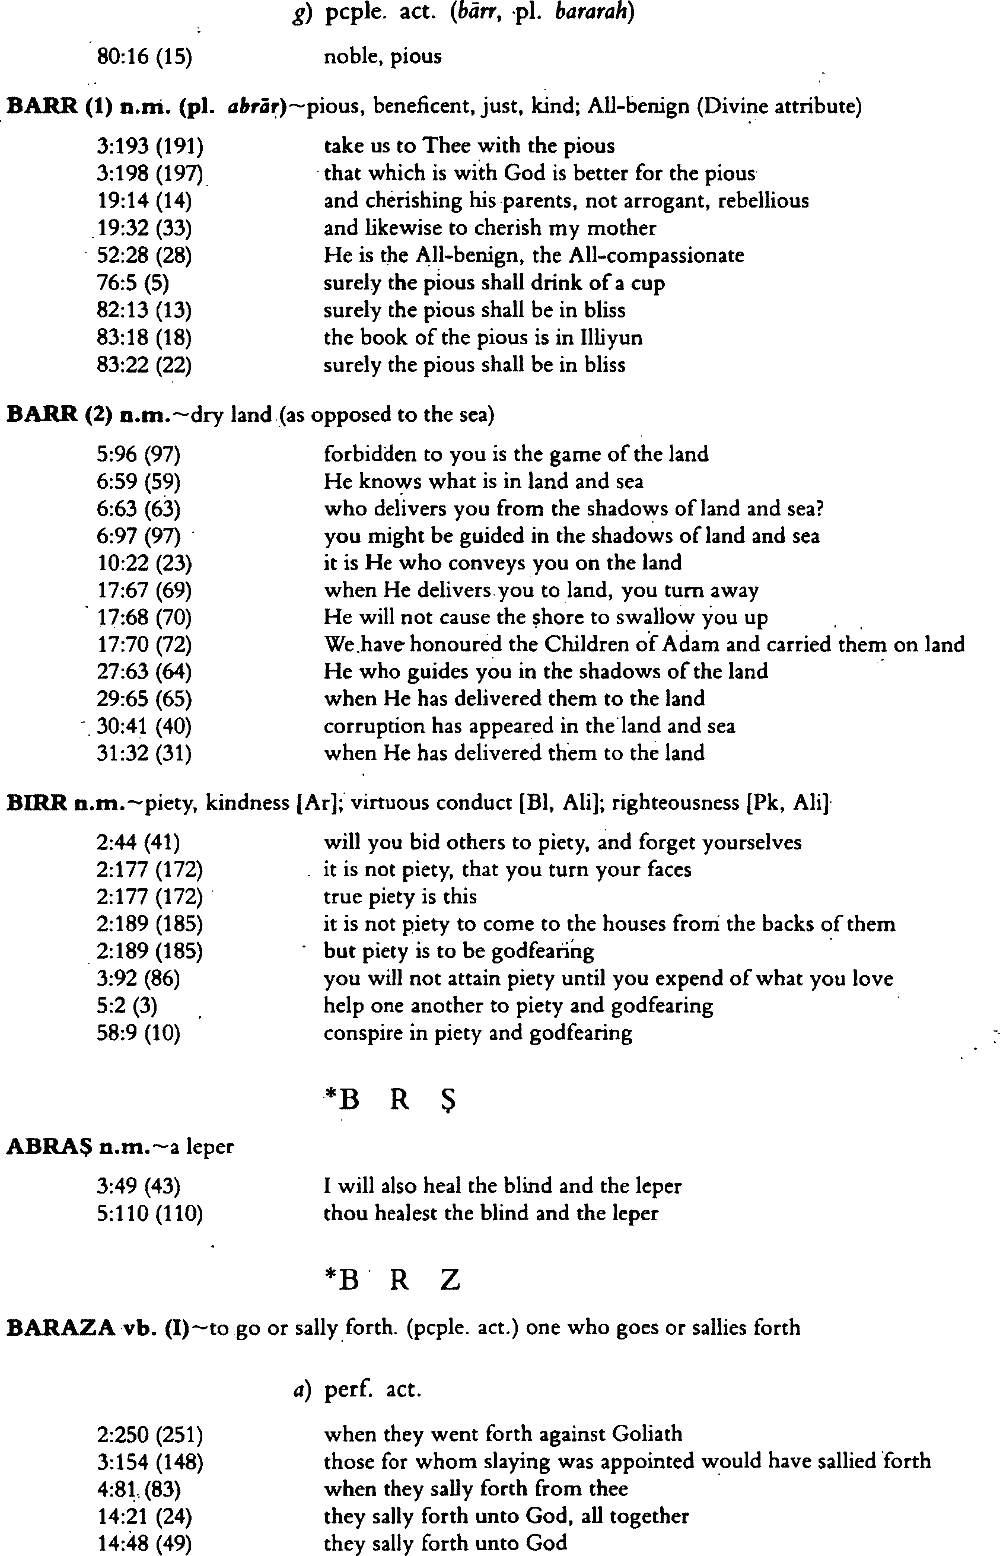 g) pcple. act. (bārr, pl. bararah)
80:16 (15) noble, pious
BARR (1) n.m. (pl. abrār)~pious, beneficent, just, kind; All-benign (Divine attribute)
3:193 (191) take us to Thee with the pious
3:198 (197) that which is with God is better for the pious
19:14 (14) and cherishing his parents, not arrogant, rebellious
19:32 (33) and likewise to cherish my mother
52:28 (28) He is the All-benign, the All-compassionate
76:5 (5) surely the pious shall drink of a cup
82:13 (13) surely the pious shall be in bliss
83:18 (18) the book of the pious is in Illiyun
83:22 (22) surely the pious shall be in bliss
BARR (2) n.m.~dry land (as opposed to the sea)
5:96 (97) forbidden to you is the game of the land
6:59 (59) He knows what is in land and sea
6:63 (63) who delivers you from the shadows of land and sea?
6:97 (97) you might be guided in the shadows of land and sea
10:22 (23) it is He who conveys you on the land
17:67 (69) when He delivers you to land, you turn away
17:68 (70) He will not cause the shore to swallow you up
17:70 (72) We have honoured the Children of Adam and carried them on land
27:63 (64) He who guides you in the shadows of the land
29:65 (65) when He has delivered them to the land
30:41 (40) corruption has appeared in the land and sea
31:32 (31) when He has delivered them to the land
BIRR n.m.~piety, kindness [Ar]; virtuous conduct [Bl, Ali]; righteousness [Pk, Ali]
2:44 (41) will you bid others to piety, and forget yourselves
2:177 (172) it is not piety, that you turn your faces
2:177 (172) true piety is this
2:189 (185) it is not piety to come to the houses from the backs of them
2:189 (185) but piety is to be godfearing
3:92 (86) you will not attain piety until you expend of what you love
5:2 (3) help one another to piety and godfearing
58:9 (10) conspire in piety and godfearing
*B R Ṣ
ABRAṢ n.m.~a leper
3:49 (43) I will also heal the blind and the leper
5:110 (110) thou healest the blind and the leper
*B R Z
BARAZA vb. (I)~to go or sally forth. (pcple. act.) one who goes or sallies forth
a) perf. act.
2:250 (251) when they went forth against Goliath
3:154 (148) those for whom slaying was appointed would have sallied forth
4:81 (83) when they sally forth from thee
14:21 (24) they sally forth unto God, all together
14:48 (49) they sally forth unto God